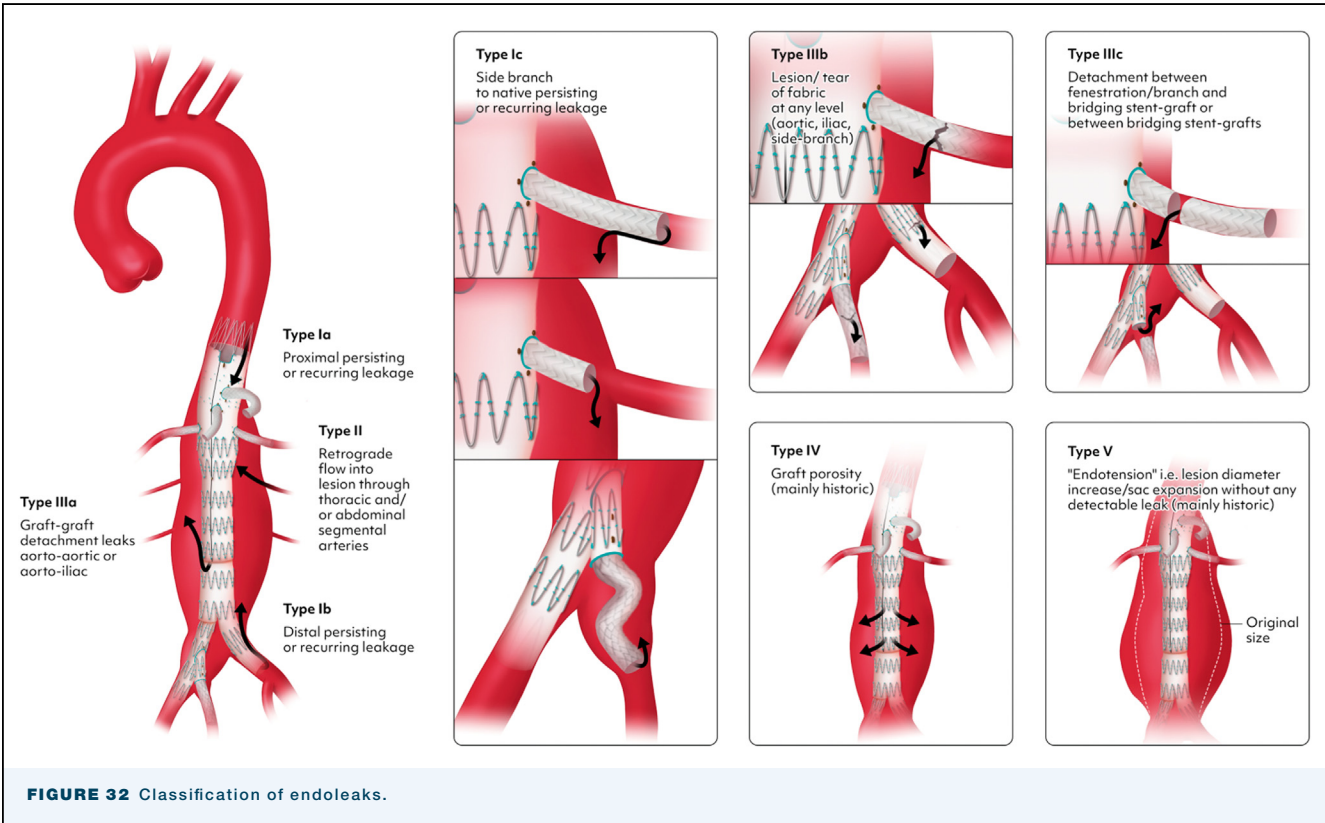 Type Ia
Proximal persisting
or recurring leakage
Type II
Retrograde
flow into
lesion through
thoracic and/
or abdominal
segmental
arteries
Type IIIa
Graft-graft
detachment leaks
aorto-aortic or
aorto-iliac
Type Ib
Distal persisting
or recurring leakage
Type Ic
Side branch
to native persisting
or recurring leakage
Type IIIb
Lesion/ tear
of fabric
at any level
(aortic, iliac,
side-branch)
Type IIIc
Detachment between
fenestration/branch and
bridging stent-graft or
between bridging stent-grafts
Type IV
Graft porosity
(mainly historic)
Type V
"Endotension" i.e. lesion diameter
increase/sac expansion without any
detectable leak (mainly historic)
Original
size
FIGURE 32 Classification of endoleaks.